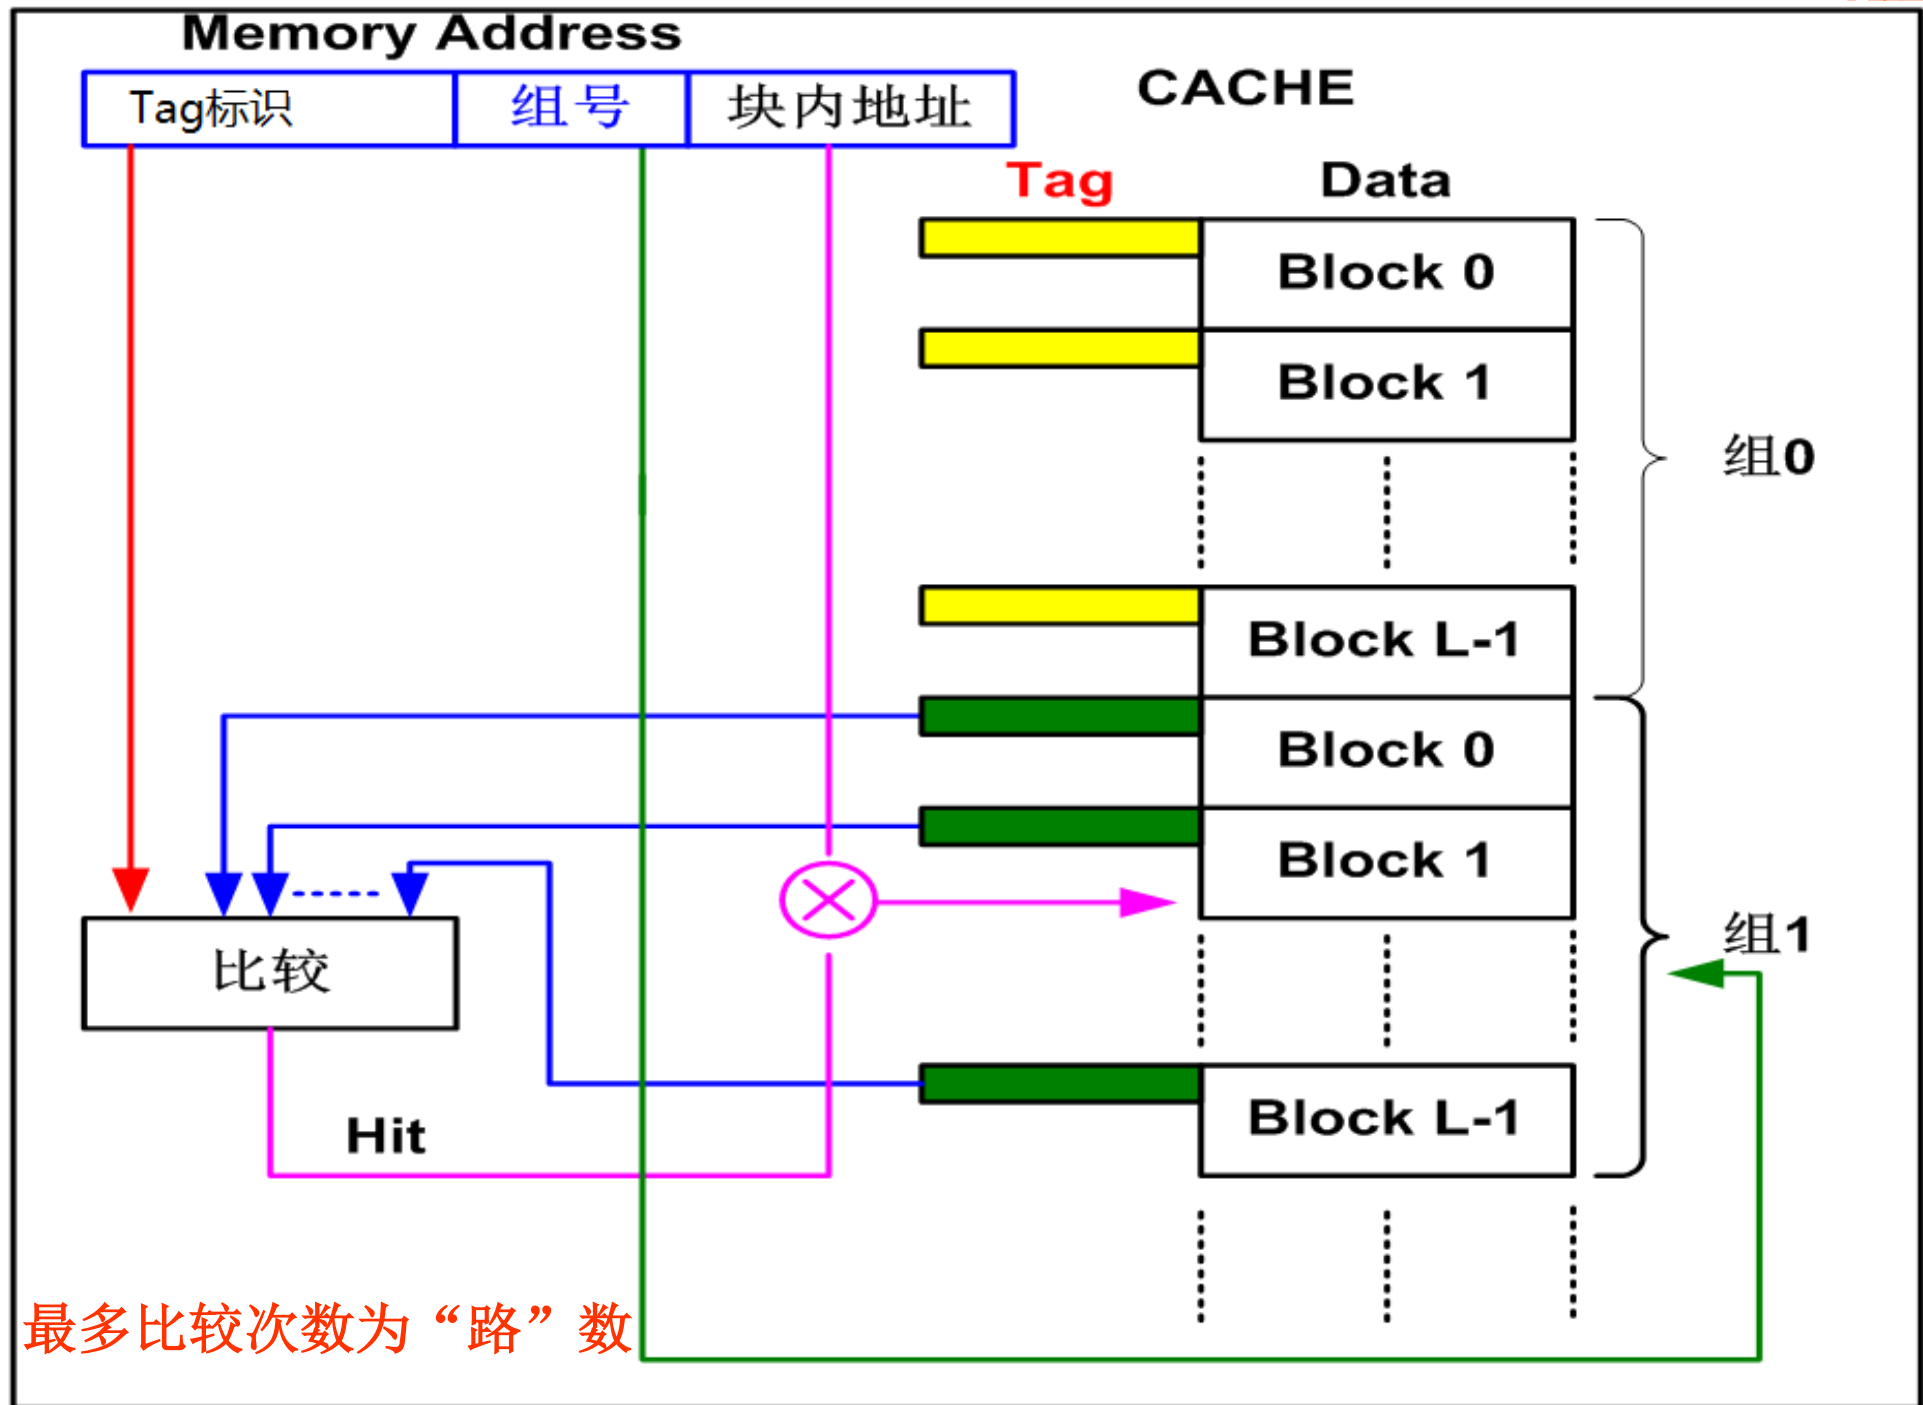 Memory Address
Tag标识 组号 块内地址
CACHE
Tag Data
Block 0
Block 1
组0
Block L-1
Block 0
Block 1
组1
比较
Block L-1
Hit
最多比较次数为“路”数